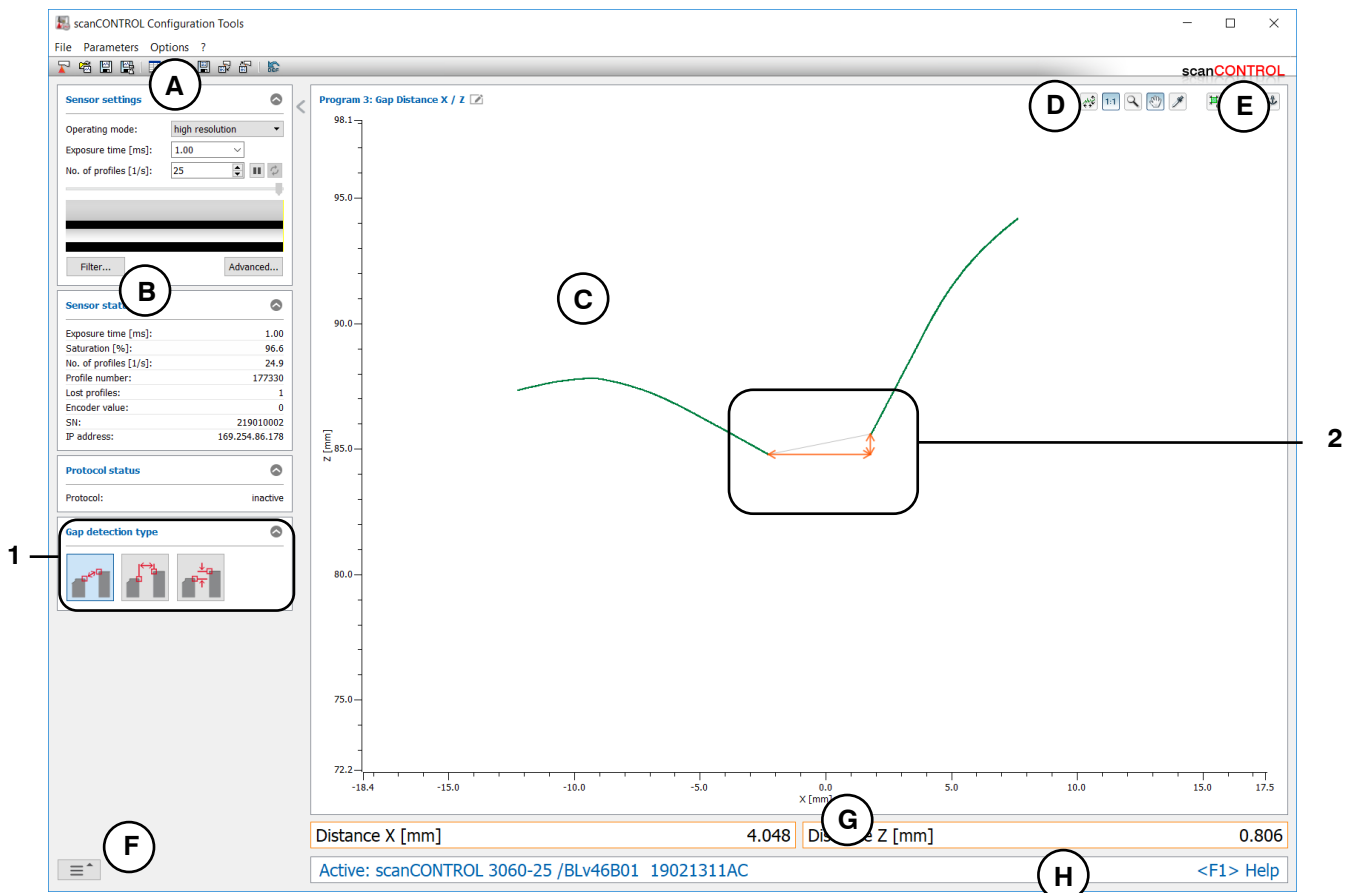 scanCONTROL Configuration Tools
File Parameters Options ?
A
scanCONTROL
Sensor settings
Operating mode: high resolution
Exposure time [ms]: 1.00
No. of profiles [1/s]: 25
Filter... Advanced...
B
Exposure time [ms]: 1.00
Saturation [%]: 96.6
No. of profiles [1/s]: 24.9
Profile number: 177330
Lost profiles: 1
Encoder value: 0
SN: 219010002
IP address: 169.254.86.178
Protocol status
Protocol: inactive
Gap detection type
1
F
Program 3: Gap Distance X / Z
D
1:1
E
98.1
95.0
90.0
85.0
80.0
75.0
72.2
Z [mm]
C
2
-18.4 -15.0 -10.0 -5.0 0.0 5.0 10.0 15.0 17.5
X [mm]
G
Distance X [mm] 4.048
Z [mm] 0.806
Active: scanCONTROL 3060-25 /BLv46B01 19021311AC
H
<F1> Help